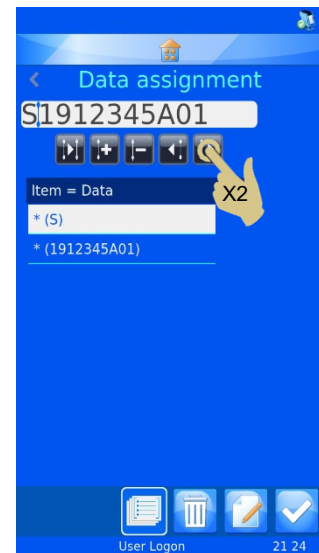 Data assignment
S1912345A01
X2
Item = Data
* (S)
* (1912345A01)
User Logon 21 24